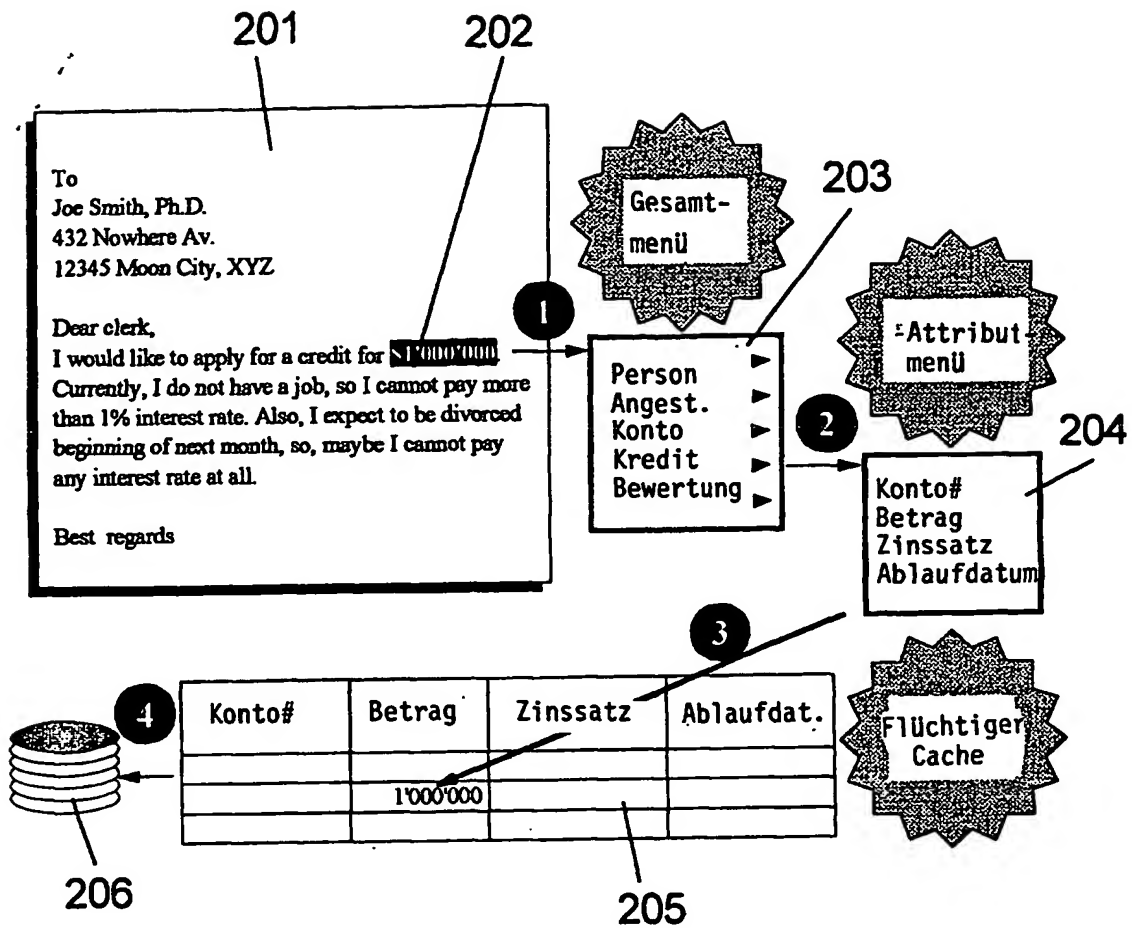 201 202
To
Joe Smith, Ph.D.
432 Nowhere Av.
12345 Moon City, XYZ
Dear clerk,
I would like to apply for a credit for $1'000'000
Currently, I do not have a job, so I cannot pay more
than 1% interest rate. Also, I expect to be divorced
beginning of next month, so, maybe I cannot pay
any interest rate at all.
Best regards
1
Gesamt-
menü
203
Person
Angest.
Konto
Kredit
Bewertung
2
Attribut-
menü
204
Konto#
Betrag
Zinssatz
Ablaufdatum
3
4
Konto# Betrag Zinssatz Ablaufdat.
1'000'000
Flüchtiger
Cache
206
205